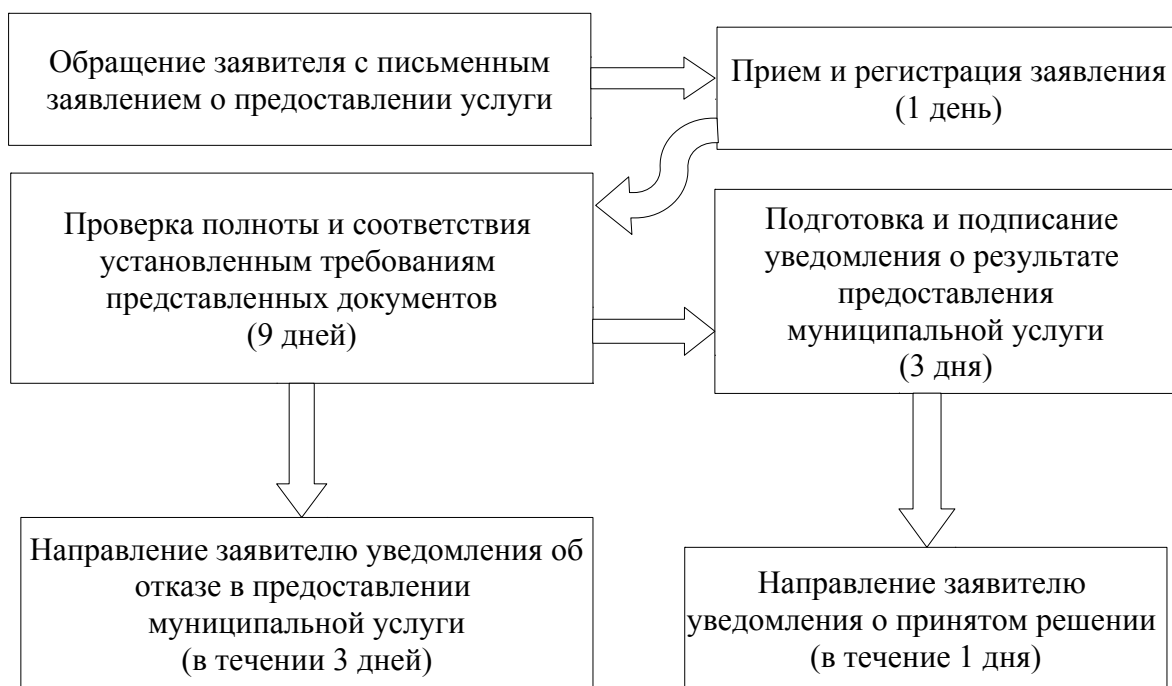 Обращение заявителя с письменным
заявлением о предоставлении услуги
Прием и регистрация заявления
(1 день)
Проверка полноты и соответствия
установленным требованиям
представленных документов
(9 дней)
Подготовка и подписание
уведомления о результате
предоставления
муниципальной услуги
(3 дня)
Направление заявителю уведомления об
отказе в предоставлении
муниципальной услуги
(в течении 3 дней)
Направление заявителю
уведомления о принятом решении
(в течение 1 дня)